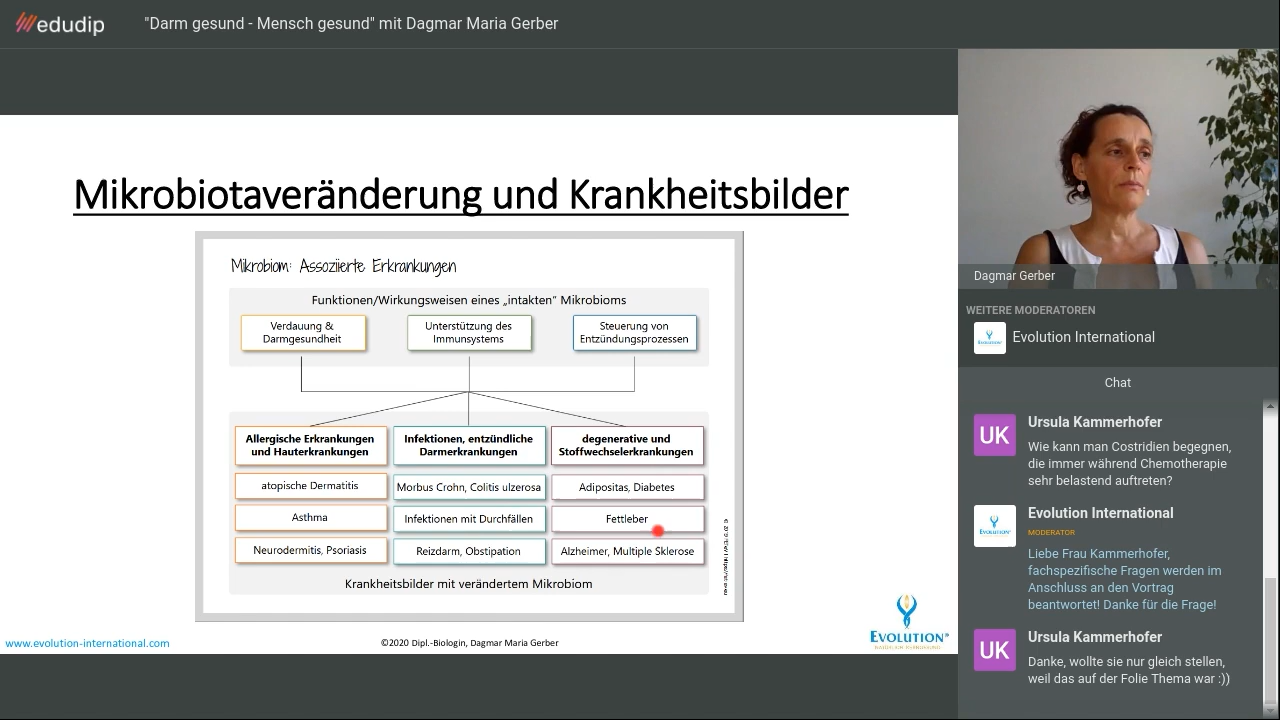 edudip
"Darm gesund - Mensch gesund" mit Dagmar Maria Gerber
Mikrobiotaveränderung und Krankheitsbilder
Mikrobiom: Assoziierte Erkrankungen
Funktionen/Wirkungsweisen eines „intakten" Mikrobioms
Verdauung &
Darmgesundheit
Unterstützung des
Immunsystems
Steuerung von
Entzündungsprozessen
Allergische Erkrankungen
und Hauterkrankungen
Infektionen, entzündliche
Darmerkrankungen
degenerative und
Stoffwechselerkrankungen
atopische Dermatitis
Morbus Crohn, Colitis ulzerosa
Adipositas, Diabetes
Asthma
Infektionen mit Durchfällen
Fettleber
Neurodermitis, Psoriasis
Reizdarm, Obstipation
Alzheimer, Multiple Sklerose
Krankheitsbilder mit verändertem Mikrobiom
www.evolution-international.com
©2020 Dipl.-Biologin, Dagmar Maria Gerber
EVOLUTION®
Dagmar Gerber
WEITERE MODERATOREN
Evolution International
Chat
UK
Ursula Kammerhofer
Wie kann man Costridien begegnen,
die immer während Chemotherapie
sehr belastend auftreten?
Evolution International
MODERATOR
Liebe Frau Kammerhofer,
fachspezifische Fragen werden im
Anschluss an den Vortrag
beantwortet! Danke für die Frage!
UK
Ursula Kammerhofer
Danke, wollte sie nur gleich stellen,
weil das auf der Folie Thema war :))